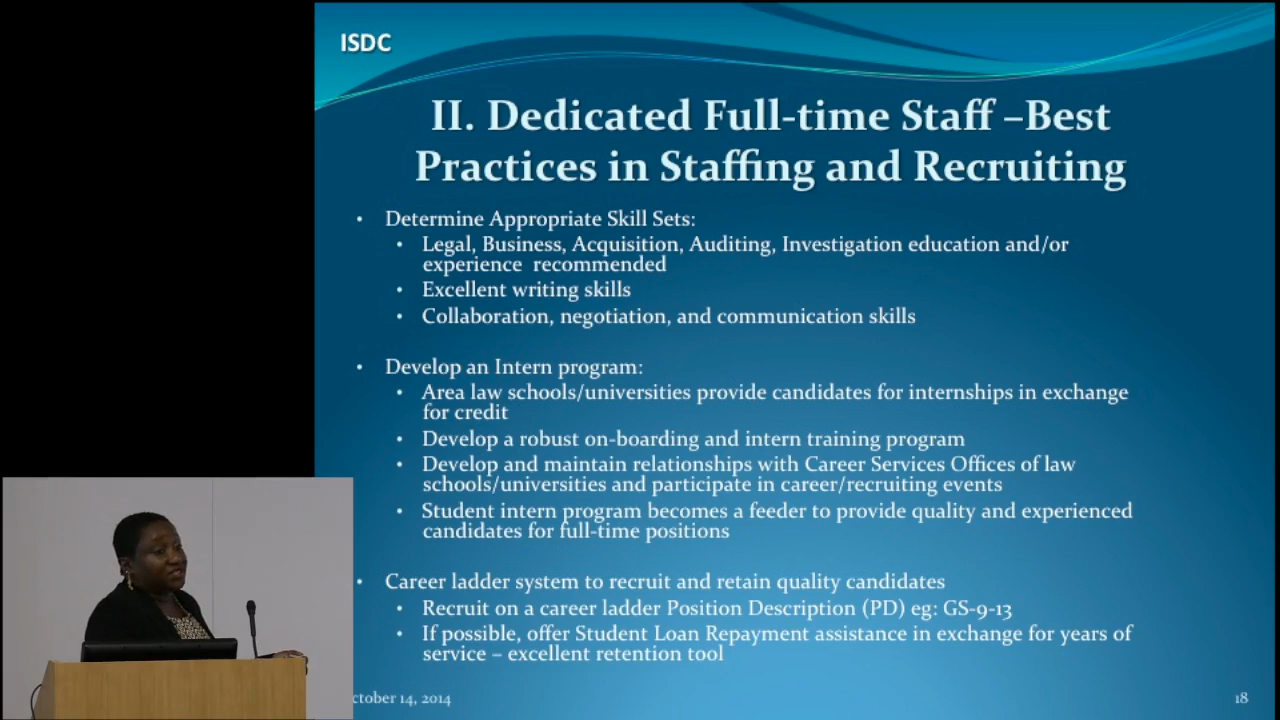 ISDC
II. Dedicated Full-time Staff –Best
Practices in Staffing and Recruiting
• Determine Appropriate Skill Sets:
• Legal, Business, Acquisition, Auditing, Investigation education and/or
experience recommended
• Excellent writing skills
• Collaboration, negotiation, and communication skills
• Develop an Intern program:
• Area law schools/universities provide candidates for internships in exchange
for credit
• Develop a robust on-boarding and intern training program
• Develop and maintain relationships with Career Services Offices of law
schools/universities and participate in career/recruiting events
• Student intern program becomes a feeder to provide quality and experienced
candidates for full-time positions
• Career ladder system to recruit and retain quality candidates
• Recruit on a career ladder Position Description (PD) eg: GS-9-13
• If possible, offer Student Loan Repayment assistance in exchange for years of
service – excellent retention tool
ctober 14, 2014
18